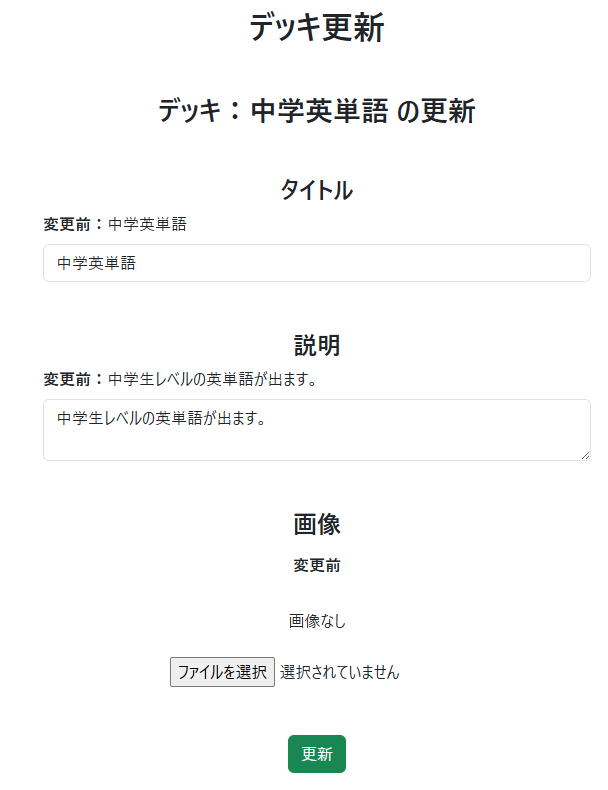 デッキ更新
デッキ： 中学英単語 の更新
タイトル
変更前：中学英単語
中学英単語
説明
変更前：中学生レベルの英単語が出ます。
中学生レベルの英単語が出ます。
画像
変更前
画像なし
ファイルを選択 選択されていません
更新